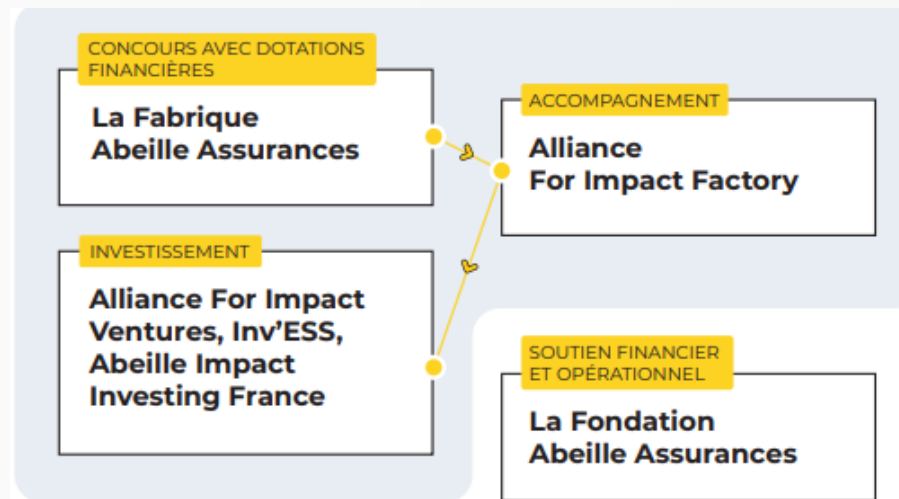 CONCOURS AVEC DOTATIONS
FINANCIÈRES
La Fabrique
Abeille Assurances
ACCOMPAGNEMENT
Alliance
For Impact Factory
INVESTISSEMENT
Alliance For Impact
Ventures, Inv'ESS,
Abeille Impact
Investing France
SOUTIEN FINANCIER
ET OPÉRATIONNEL
La Fondation
Abeille Assurances